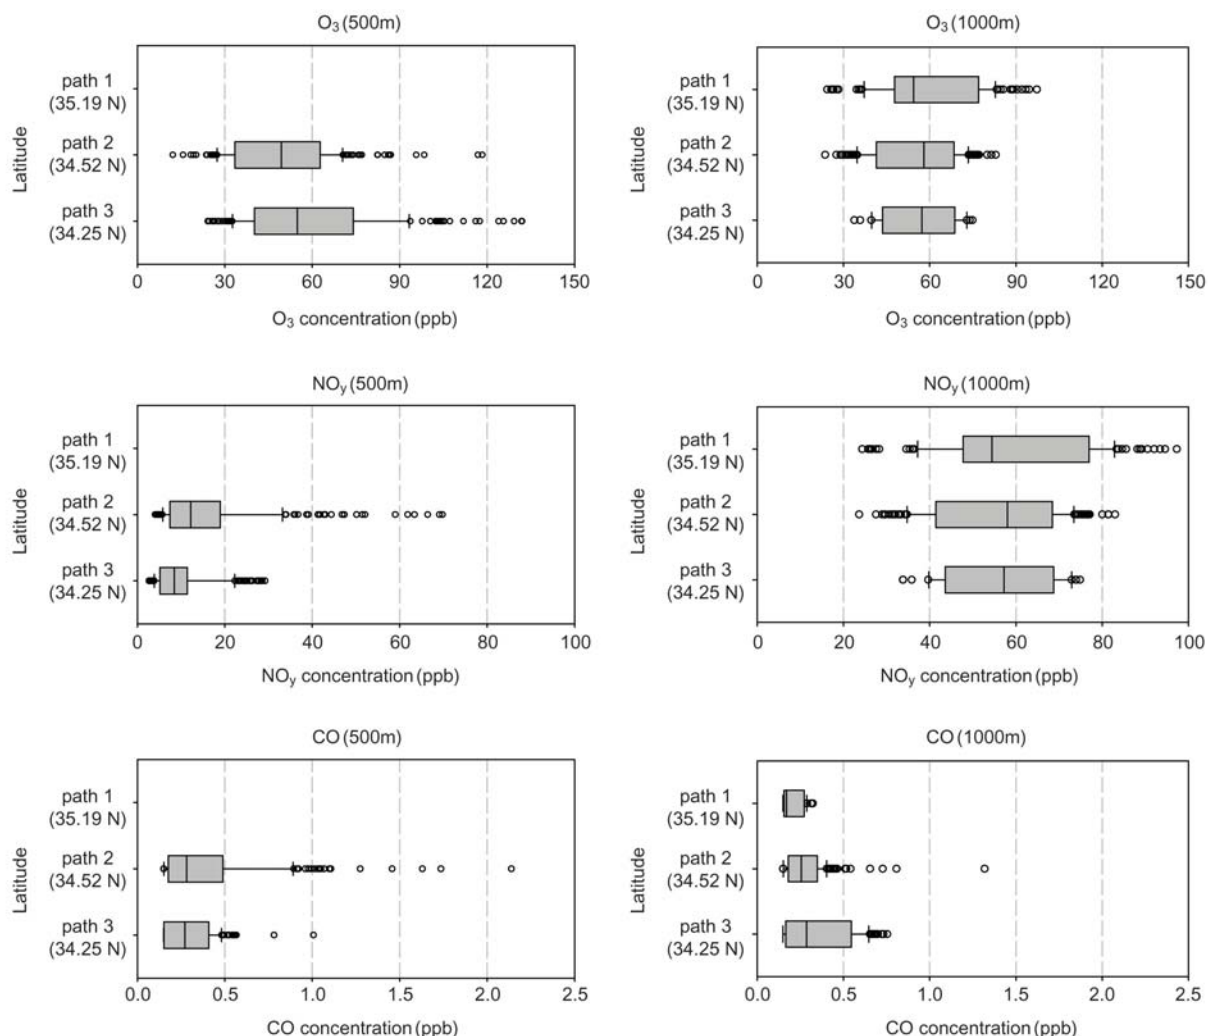 O₃ (500m)
Latitude
path 1
(35.19 N)
path 2
(34.52 N)
path 3
(34.25 N)
0 30 60 90 120 150
O₃ concentration (ppb)
O₃ (1000m)
Latitude
path 1
(35.19 N)
path 2
(34.52 N)
path 3
(34.25 N)
0 30 60 90 120 150
O₃ concentration (ppb)
NOy (500m)
Latitude
path 1
(35.19 N)
path 2
(34.52 N)
path 3
(34.25 N)
0 20 40 60 80 100
NOy concentration (ppb)
NOy (1000m)
Latitude
path 1
(35.19 N)
path 2
(34.52 N)
path 3
(34.25 N)
0 20 40 60 80 100
NOy concentration (ppb)
CO (500m)
Latitude
path 1
(35.19 N)
path 2
(34.52 N)
path 3
(34.25 N)
0.0 0.5 1.0 1.5 2.0 2.5
CO concentration (ppb)
CO (1000m)
Latitude
path 1
(35.19 N)
path 2
(34.52 N)
path 3
(34.25 N)
0.0 0.5 1.0 1.5 2.0 2.5
CO concentration (ppb)